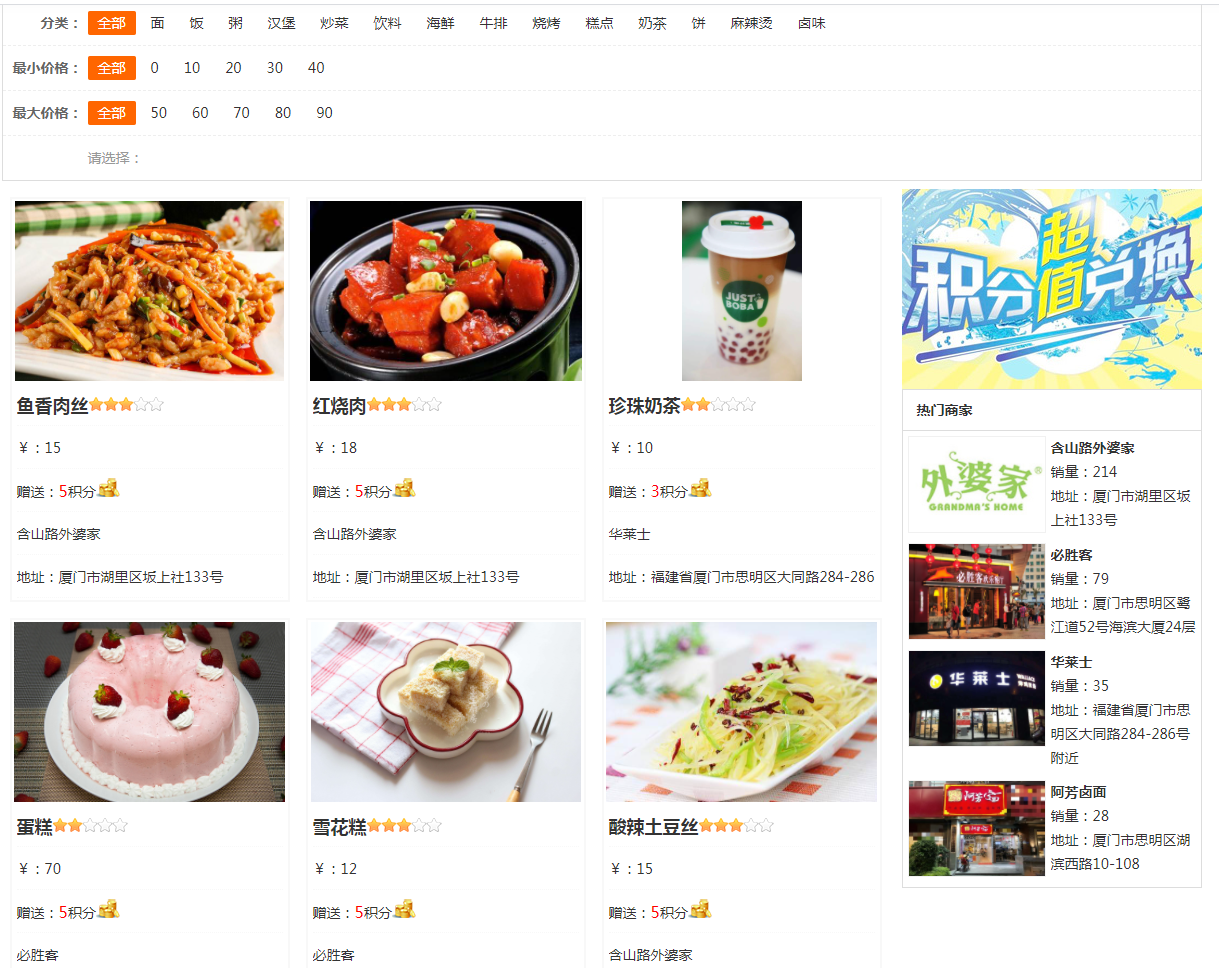 分类： 全部 面 饭 粥 汉堡 炒菜 饮料 海鲜 牛排 烧烤 糕点 奶茶 饼 麻辣烫 卤味
最小价格： 全部 0 10 20 30 40
最大价格： 全部 50 60 70 80 90
请选择：
JUST BOBA
鱼香肉丝
￥：15
赠送：5积分
含山路外婆家
地址：厦门市湖里区坂上社133号
红烧肉
￥：18
赠送：5积分
含山路外婆家
地址：厦门市湖里区坂上社133号
珍珠奶茶
￥：10
赠送：3积分
华莱士
地址：福建省厦门市思明区大同路284-286
蛋糕
￥：70
赠送：5积分
必胜客
雪花糕
￥：12
赠送：5积分
必胜客
酸辣土豆丝
￥：15
赠送：5积分
含山路外婆家
积分超值兑换
热门商家
外婆家®
GRANDMA'S HOME
含山路外婆家
销量：214
地址：厦门市湖里区坂
上社133号
必胜客欢乐餐厅
必胜客
销量：79
地址：厦门市思明区鹭
江道52号海滨大厦24层
华莱士
WALLACE
华莱士
销量：35
地址：福建省厦门市思
明区大同路284-286号
附近
阿芳
阿芳卤面
销量：28
地址：厦门市思明区湖
滨西路10-108